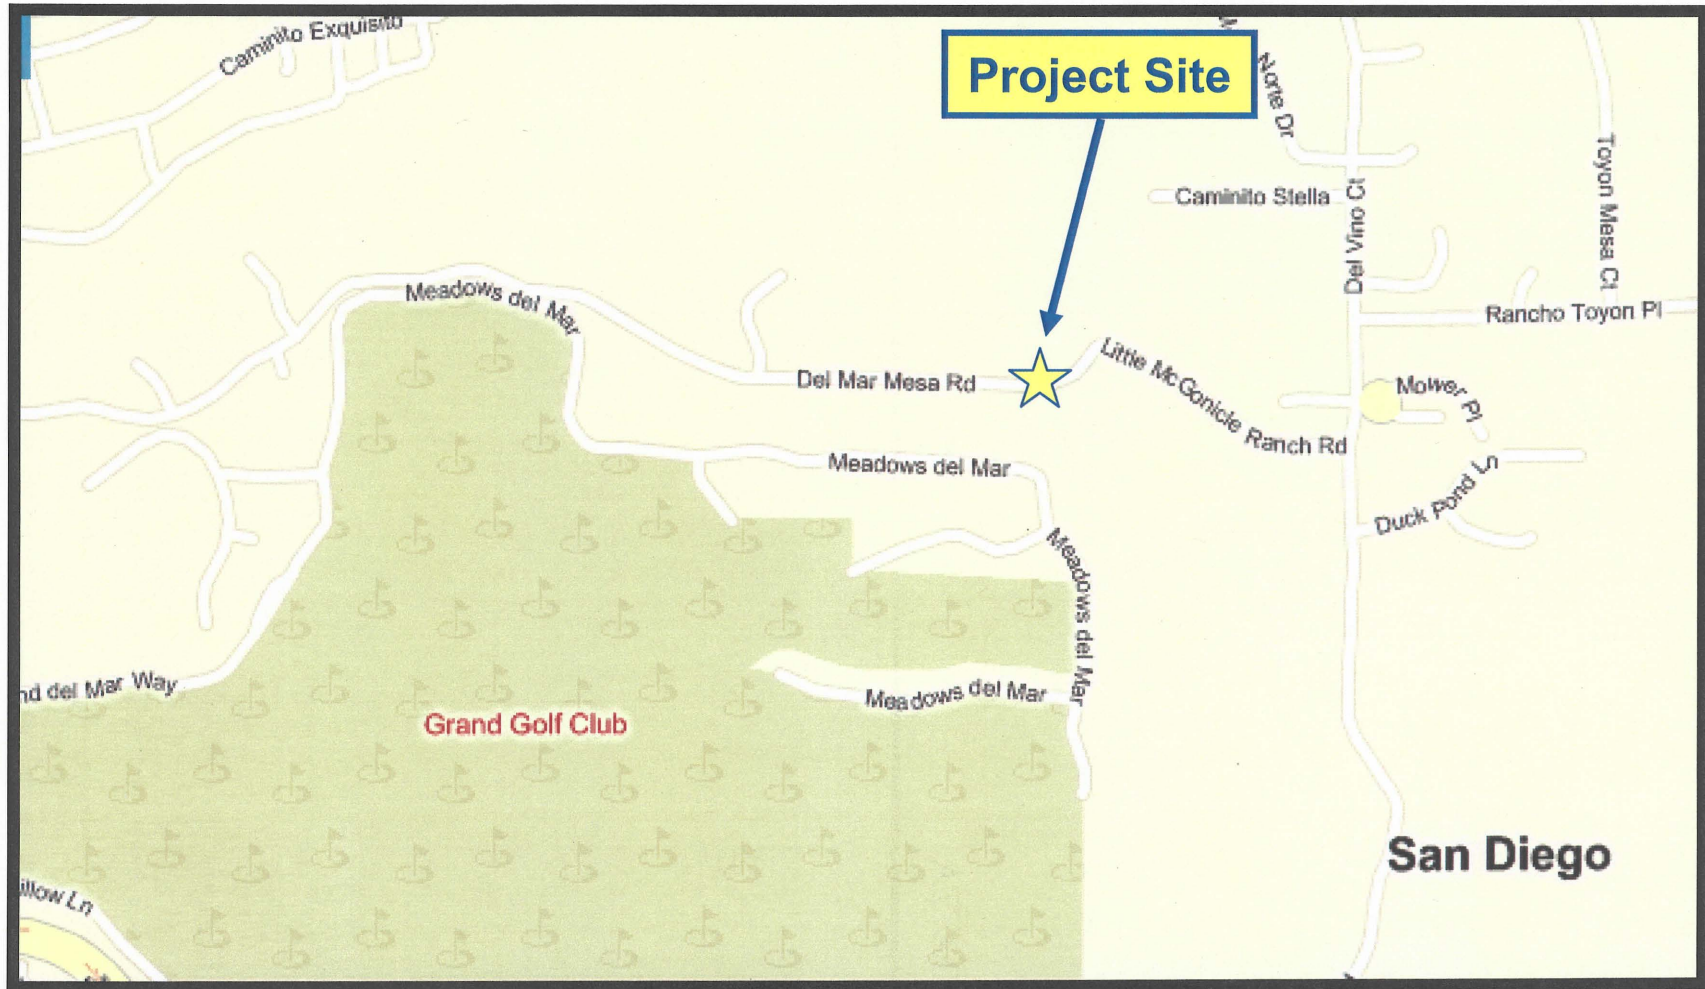 Caminito Exquisito
Project Site
Norte Dr
Caminito Stella
Del Vino Ct
Toyon Mesa Ct
Rancho Toyon Pl
Meadows del Mar
Del Mar Mesa Rd
Little McGonicle Ranch Rd
Mower Pl
Meadows del Mar
Duck Pond Ln
Meadows del Mar
nd del Mar Way
Meadows del Mar
Grand Golf Club
San Diego
illow Ln